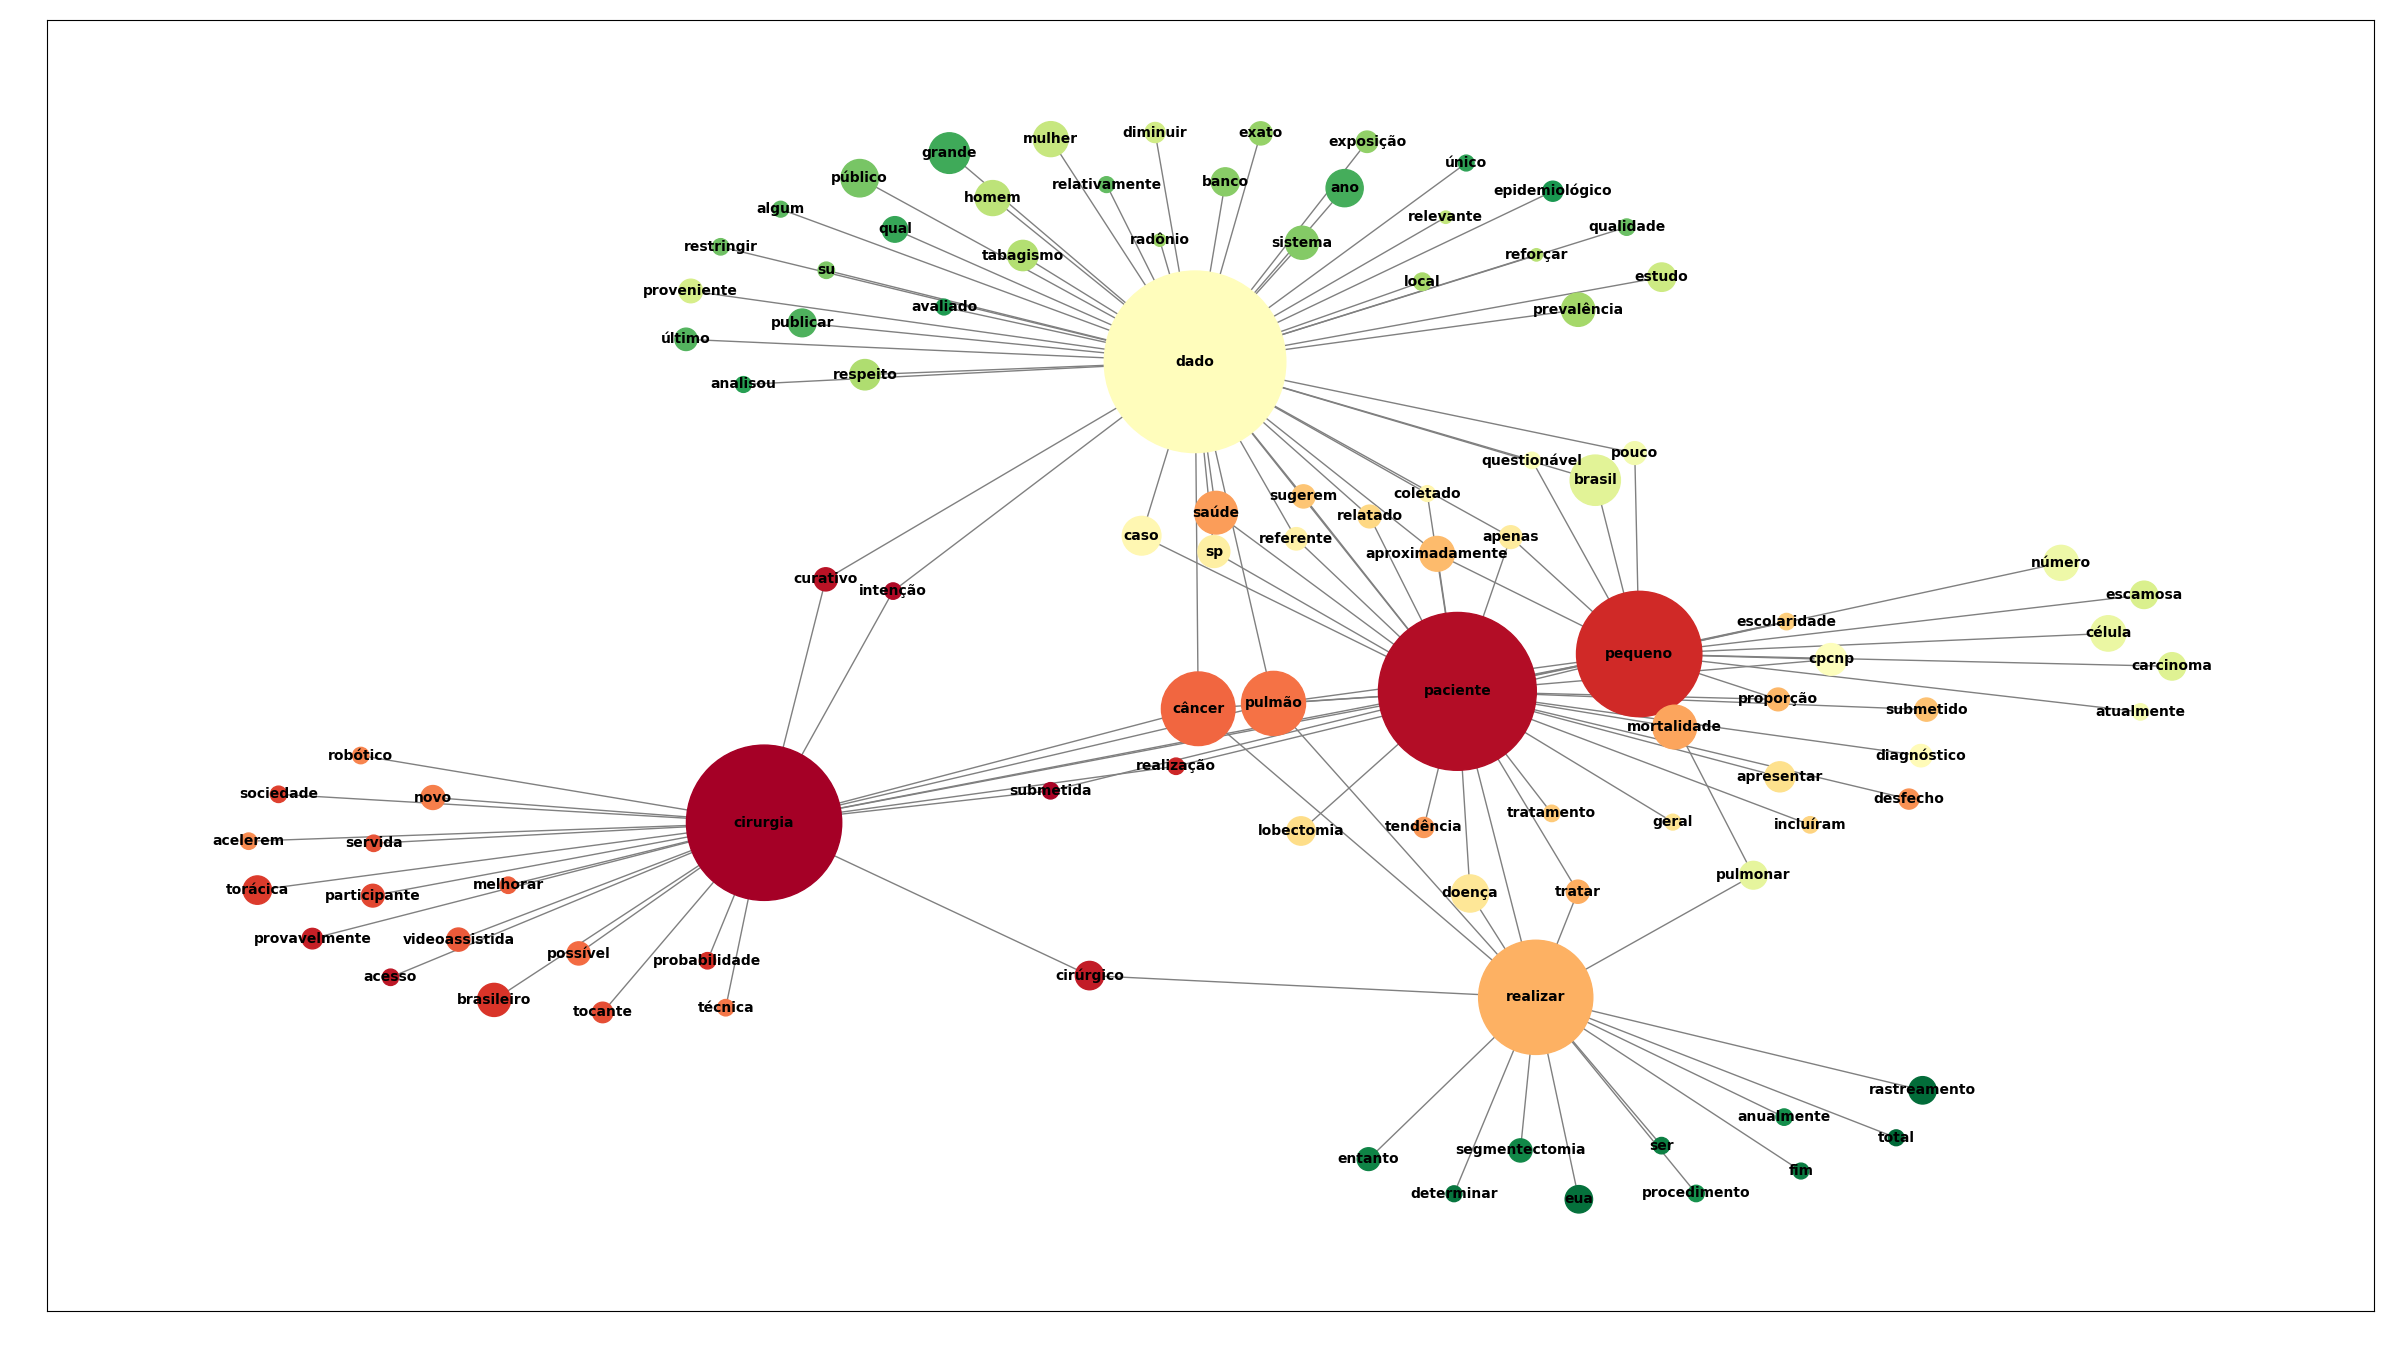 mulher
diminuir
exato
exposição
grande
único
público
relativamente
banco
ano
epidemiológico
homem
algum
relevante
qual
qualidade
restringir
radônio
sistema
tabagismo
reforçar
su
estudo
proveniente
local
avaliado
prevalência
publicar
último
dado
analisou
respeito
pouco
questionável
brasil
coletado
sugerem
saúde
relatado
caso
apenas
referente
sp
aproximadamente
número
curativo
intenção
escamosa
escolaridade
célula
pequeno
cpcnp
carcinoma
paciente
proporção
pulmão
câncer
submetido
atualmente
mortalidade
robótico
diagnóstico
realização
apresentar
submetida
sociedade
novo
desfecho
tratamento
cirurgia
geral
incluíram
tendência
lobectomia
acelerem
servida
pulmonar
melhorar
torácica
tratar
doença
participante
provavelmente
videoassistida
possível
probabilidade
acesso
cirúrgico
realizar
brasileiro
técnica
tocante
rastreamento
anualmente
total
ser
segmentectomia
entanto
fim
determinar
procedimento
eua